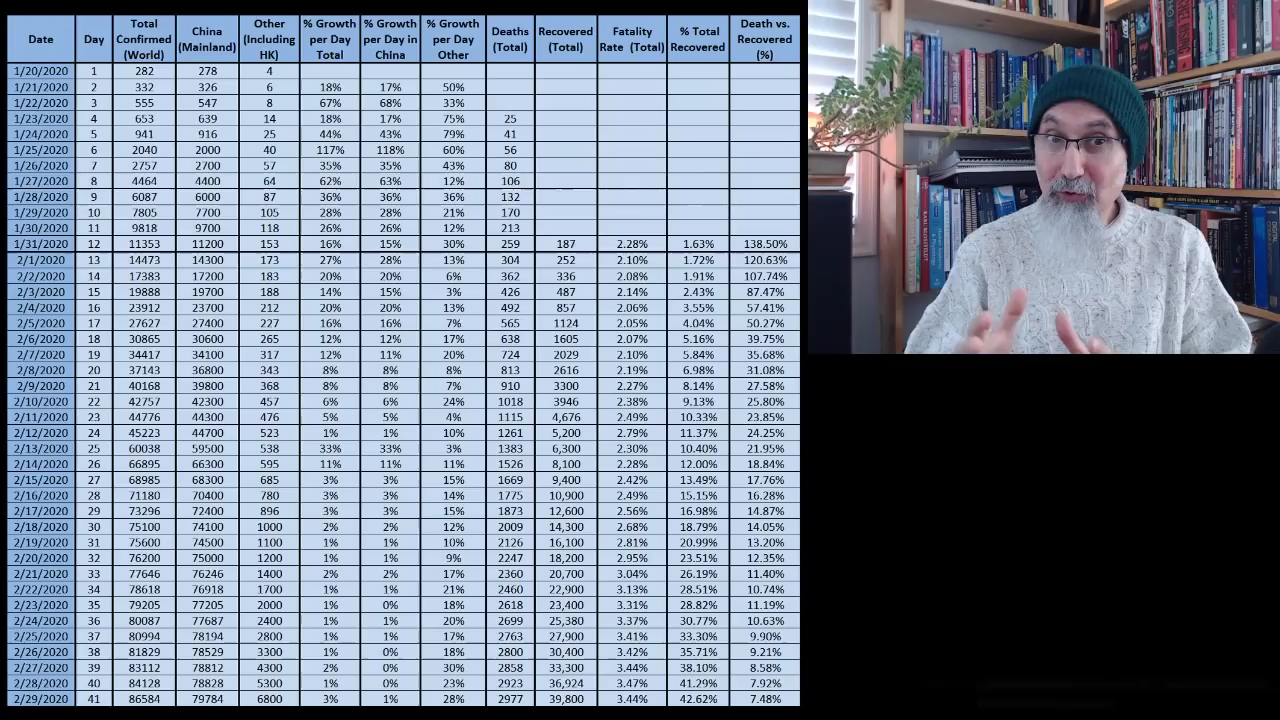 Date Day Total Confirmed (World) China (Mainland) Other (Including HK) % Growth per Day Total % Growth per Day in China % Growth per Day Other Deaths (Total) Recovered (Total) Fatality Rate (Total) % Total Recovered Death vs. Recovered (%)
1/20/2020 1 282 278 4
1/21/2020 2 332 326 6 18% 17% 50%
1/22/2020 3 555 547 8 67% 68% 33%
1/23/2020 4 653 639 14 18% 17% 75% 25
1/24/2020 5 941 916 25 44% 43% 79% 41
1/25/2020 6 2040 2000 40 117% 118% 60% 56
1/26/2020 7 2757 2700 57 35% 35% 43% 80
1/27/2020 8 4464 4400 64 62% 63% 12% 106
1/28/2020 9 6087 6000 87 36% 36% 36% 132
1/29/2020 10 7805 7700 105 28% 28% 21% 170
1/30/2020 11 9818 9700 118 26% 26% 12% 213
1/31/2020 12 11353 11200 153 16% 15% 30% 259 187 2.28% 1.63% 138.50%
2/1/2020 13 14473 14300 173 27% 28% 13% 304 252 2.10% 1.72% 120.63%
2/2/2020 14 17383 17200 183 20% 20% 6% 362 336 2.08% 1.91% 107.74%
2/3/2020 15 19888 19700 188 14% 15% 3% 426 487 2.14% 2.43% 87.47%
2/4/2020 16 23912 23700 212 20% 20% 13% 492 857 2.06% 3.55% 57.41%
2/5/2020 17 27627 27400 227 16% 16% 7% 565 1124 2.05% 4.04% 50.27%
2/6/2020 18 30865 30600 265 12% 12% 17% 638 1605 2.07% 5.16% 39.75%
2/7/2020 19 34417 34100 317 12% 11% 20% 724 2029 2.10% 5.84% 35.68%
2/8/2020 20 37143 36800 343 8% 8% 8% 813 2616 2.19% 6.98% 31.08%
2/9/2020 21 40168 39800 368 8% 8% 7% 910 3300 2.27% 8.14% 27.58%
2/10/2020 22 42757 42300 457 6% 6% 24% 1018 3946 2.38% 9.13% 25.80%
2/11/2020 23 44776 44300 476 5% 5% 4% 1115 4,676 2.49% 10.33% 23.85%
2/12/2020 24 45223 44700 523 1% 1% 10% 1261 5,200 2.79% 11.37% 24.25%
2/13/2020 25 60038 59500 538 33% 33% 3% 1383 6,300 2.30% 10.40% 21.95%
2/14/2020 26 66895 66300 595 11% 11% 11% 1526 8,100 2.28% 12.00% 18.84%
2/15/2020 27 68985 68300 685 3% 3% 15% 1669 9,400 2.42% 13.49% 17.76%
2/16/2020 28 71180 70400 780 3% 3% 14% 1775 10,900 2.49% 15.15% 16.28%
2/17/2020 29 73296 72400 896 3% 3% 15% 1873 12,600 2.56% 16.98% 14.87%
2/18/2020 30 75100 74100 1000 2% 2% 12% 2009 14,300 2.68% 18.79% 14.05%
2/19/2020 31 75600 74500 1100 1% 1% 10% 2126 16,100 2.81% 20.99% 13.20%
2/20/2020 32 76200 75000 1200 1% 1% 9% 2247 18,200 2.95% 23.51% 12.35%
2/21/2020 33 77646 76246 1400 2% 2% 17% 2360 20,700 3.04% 26.19% 11.40%
2/22/2020 34 78618 76918 1700 1% 1% 21% 2460 22,900 3.13% 28.51% 10.74%
2/23/2020 35 79205 77205 2000 1% 0% 18% 2618 23,400 3.31% 28.82% 11.19%
2/24/2020 36 80087 77687 2400 1% 1% 20% 2699 25,380 3.37% 30.77% 10.63%
2/25/2020 37 80994 78194 2800 1% 1% 17% 2763 27,900 3.41% 33.30% 9.90%
2/26/2020 38 81829 78529 3300 1% 0% 18% 2800 30,400 3.42% 35.71% 9.21%
2/27/2020 39 83112 78812 4300 2% 0% 30% 2858 33,300 3.44% 38.10% 8.58%
2/28/2020 40 84128 78828 5300 1% 0% 23% 2923 36,924 3.47% 41.29% 7.92%
2/29/2020 41 86584 79784 6800 3% 1% 28% 2977 39,800 3.44% 42.62% 7.48%